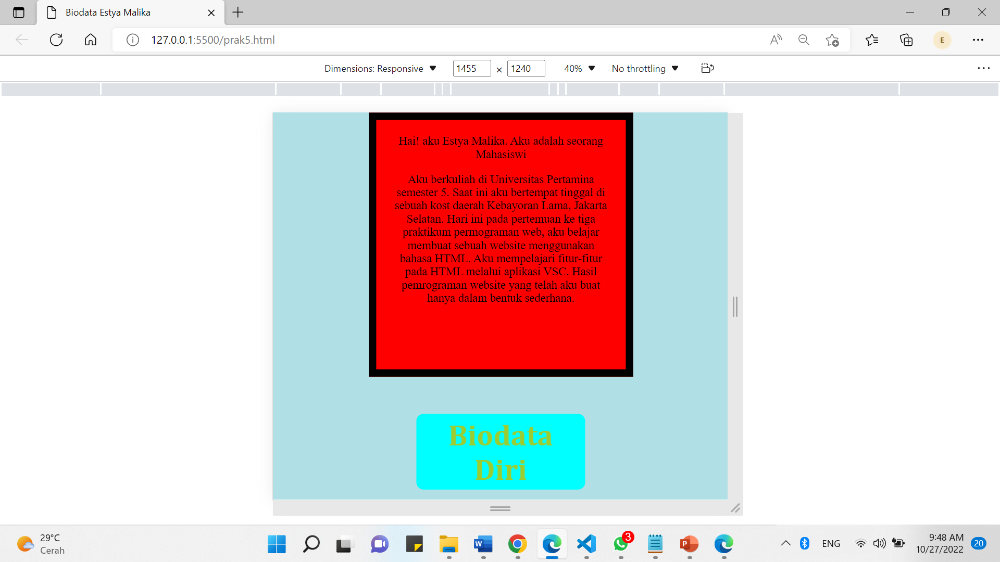 Biodata Estya Malika
127.0.0.1:5500/prak5.html
E
Dimensions: Responsive 1455 × 1240 40% No throttling
Hai! aku Estya Malika. Aku adalah seorang
Mahasiswi
Aku berkuliah di Universitas Pertamina
semester 5. Saat ini aku bertempat tinggal di
sebuah kost daerah Kebayoran Lama, Jakarta
Selatan. Hari ini pada pertemuan ke tiga
praktikum permograman web, aku belajar
membuat sebuah website menggunakan
bahasa HTML. Aku mempelajari fitur-fitur
pada HTML melalui aplikasi VSC. Hasil
pemrograman website yang telah aku buat
hanya dalam bentuk sederhana.
Biodata
Diri
29°C
Cerah
W
3
P
ENG
9:48 AM
10/27/2022
20